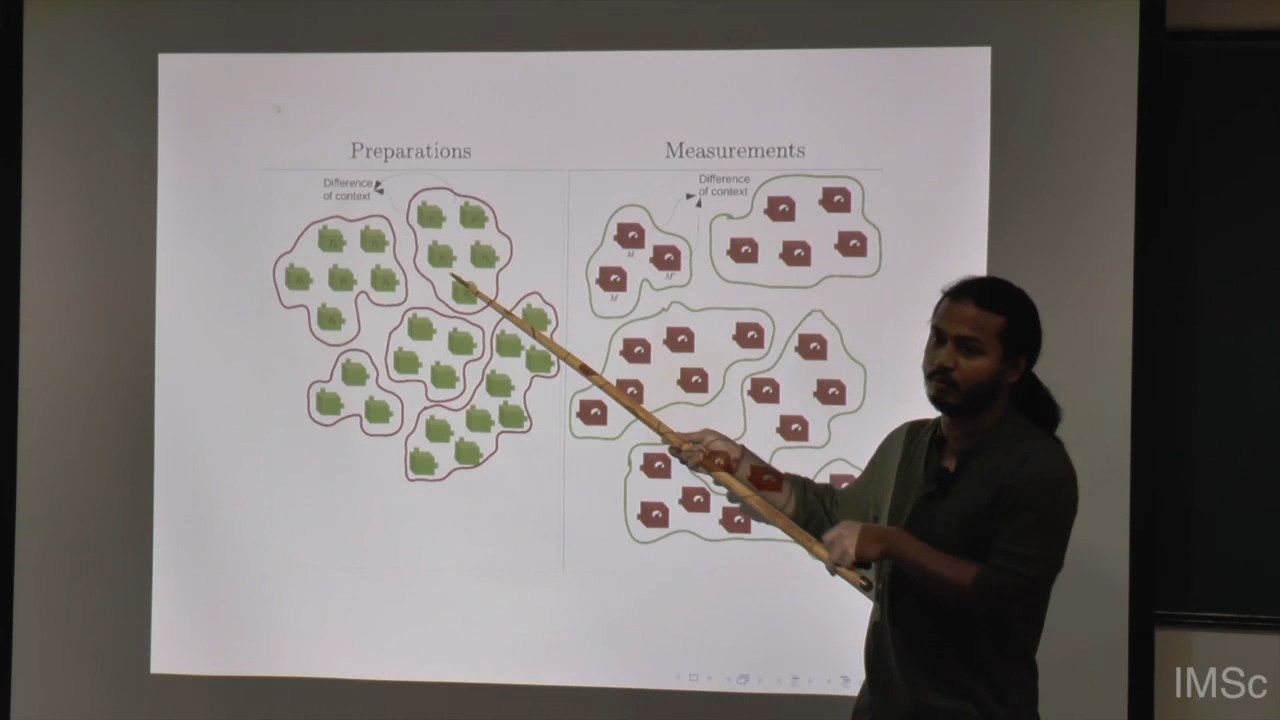 Preparations
Measurements
Difference
of context
Difference
of context
M
M'
M
IMSc